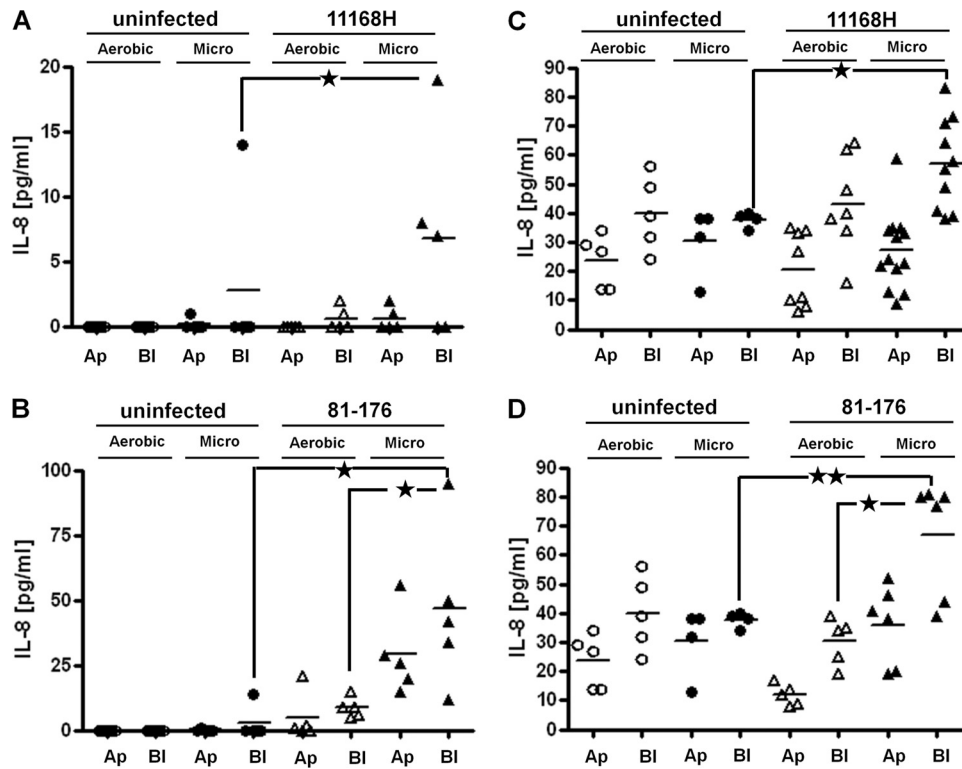 A
uninfected 11168H
Aerobic Micro Aerobic Micro
IL-8 [pg/ml]
20
15
10
5
0
Ap Bl Ap Bl Ap Bl Ap Bl
C
uninfected 11168H
Aerobic Micro Aerobic Micro
IL-8 [pg/ml]
90
80
70
60
50
40
30
20
10
0
Ap Bl Ap Bl Ap Bl Ap Bl
B
uninfected 81-176
Aerobic Micro Aerobic Micro
IL-8 [pg/ml]
100
75
50
25
0
Ap Bl Ap Bl Ap Bl Ap Bl
D
uninfected 81-176
Aerobic Micro Aerobic Micro
IL-8 [pg/ml]
90
80
70
60
50
40
30
20
10
0
Ap Bl Ap Bl Ap Bl Ap Bl